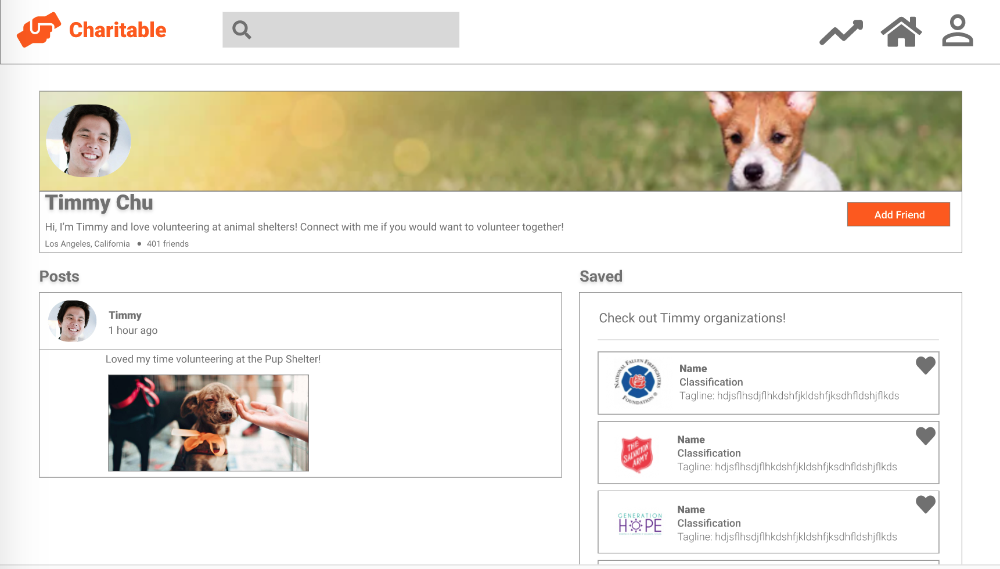 Charitable
Timmy Chu
Hi, I'm Timmy and love volunteering at animal shelters! Connect with me if you would want to volunteer together!
Los Angeles, California • 401 friends
Add Friend
Posts
Timmy
1 hour ago
Loved my time volunteering at the Pup Shelter!
Saved
Check out Timmy organizations!
NATIONAL FALLEN FIREFIGHTERS
FOUNDATION ®
Name
Classification
Tagline: hdjsflhsdjflhkdshfjkldshfjksdhfldshjflkds
THE
SALVATION
ARMY
Name
Classification
Tagline: hdjsflhsdjflhkdshfjkldshfjksdhfldshjflkds
GENERATION
HOPE
Name
Classification
Tagline: hdjsflhsdjflhkdshfjkldshfjksdhfldshjflkds